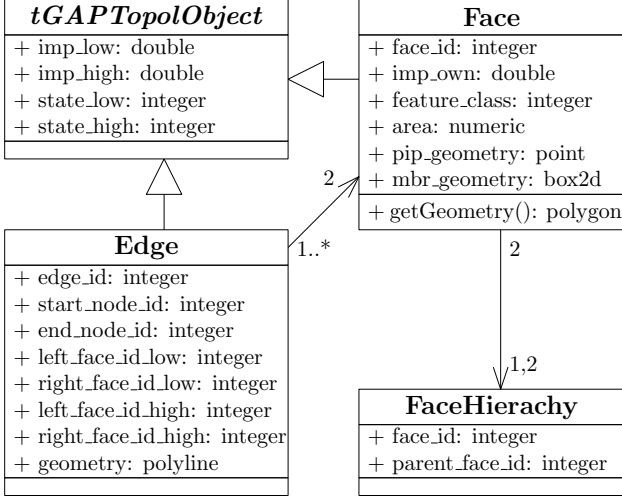 tGAPTopolObject
+ imp_low: double
+ imp_high: double
+ state_low: integer
+ state_high: integer
Face
+ face_id: integer
+ imp_own: double
+ feature_class: integer
+ area: numeric
+ pip_geometry: point
+ mbr_geometry: box2d
+ getGeometry(): polygon
2
1..*
Edge
+ edge_id: integer
+ start_node_id: integer
+ end_node_id: integer
+ left_face_id_low: integer
+ right_face_id_low: integer
+ left_face_id_high: integer
+ right_face_id_high: integer
+ geometry: polyline
2
1,2
FaceHierachy
+ face_id: integer
+ parent_face_id: integer